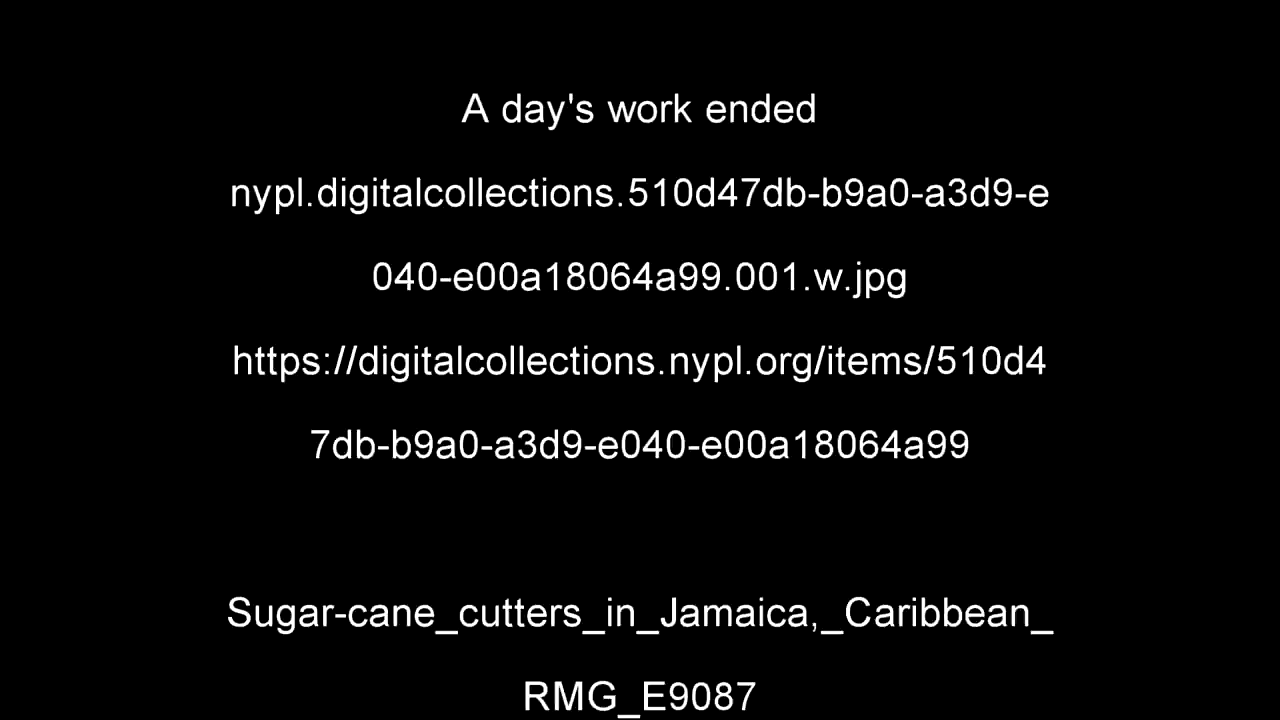 A day's work ended
nypl.digitalcollections.510d47db-b9a0-a3d9-e
040-e00a18064a99.001.w.jpg
https://digitalcollections.nypl.org/items/510d4
7db-b9a0-a3d9-e040-e00a18064a99
Sugar-cane_cutters_in_Jamaica,_Caribbean_
RMG_E9087